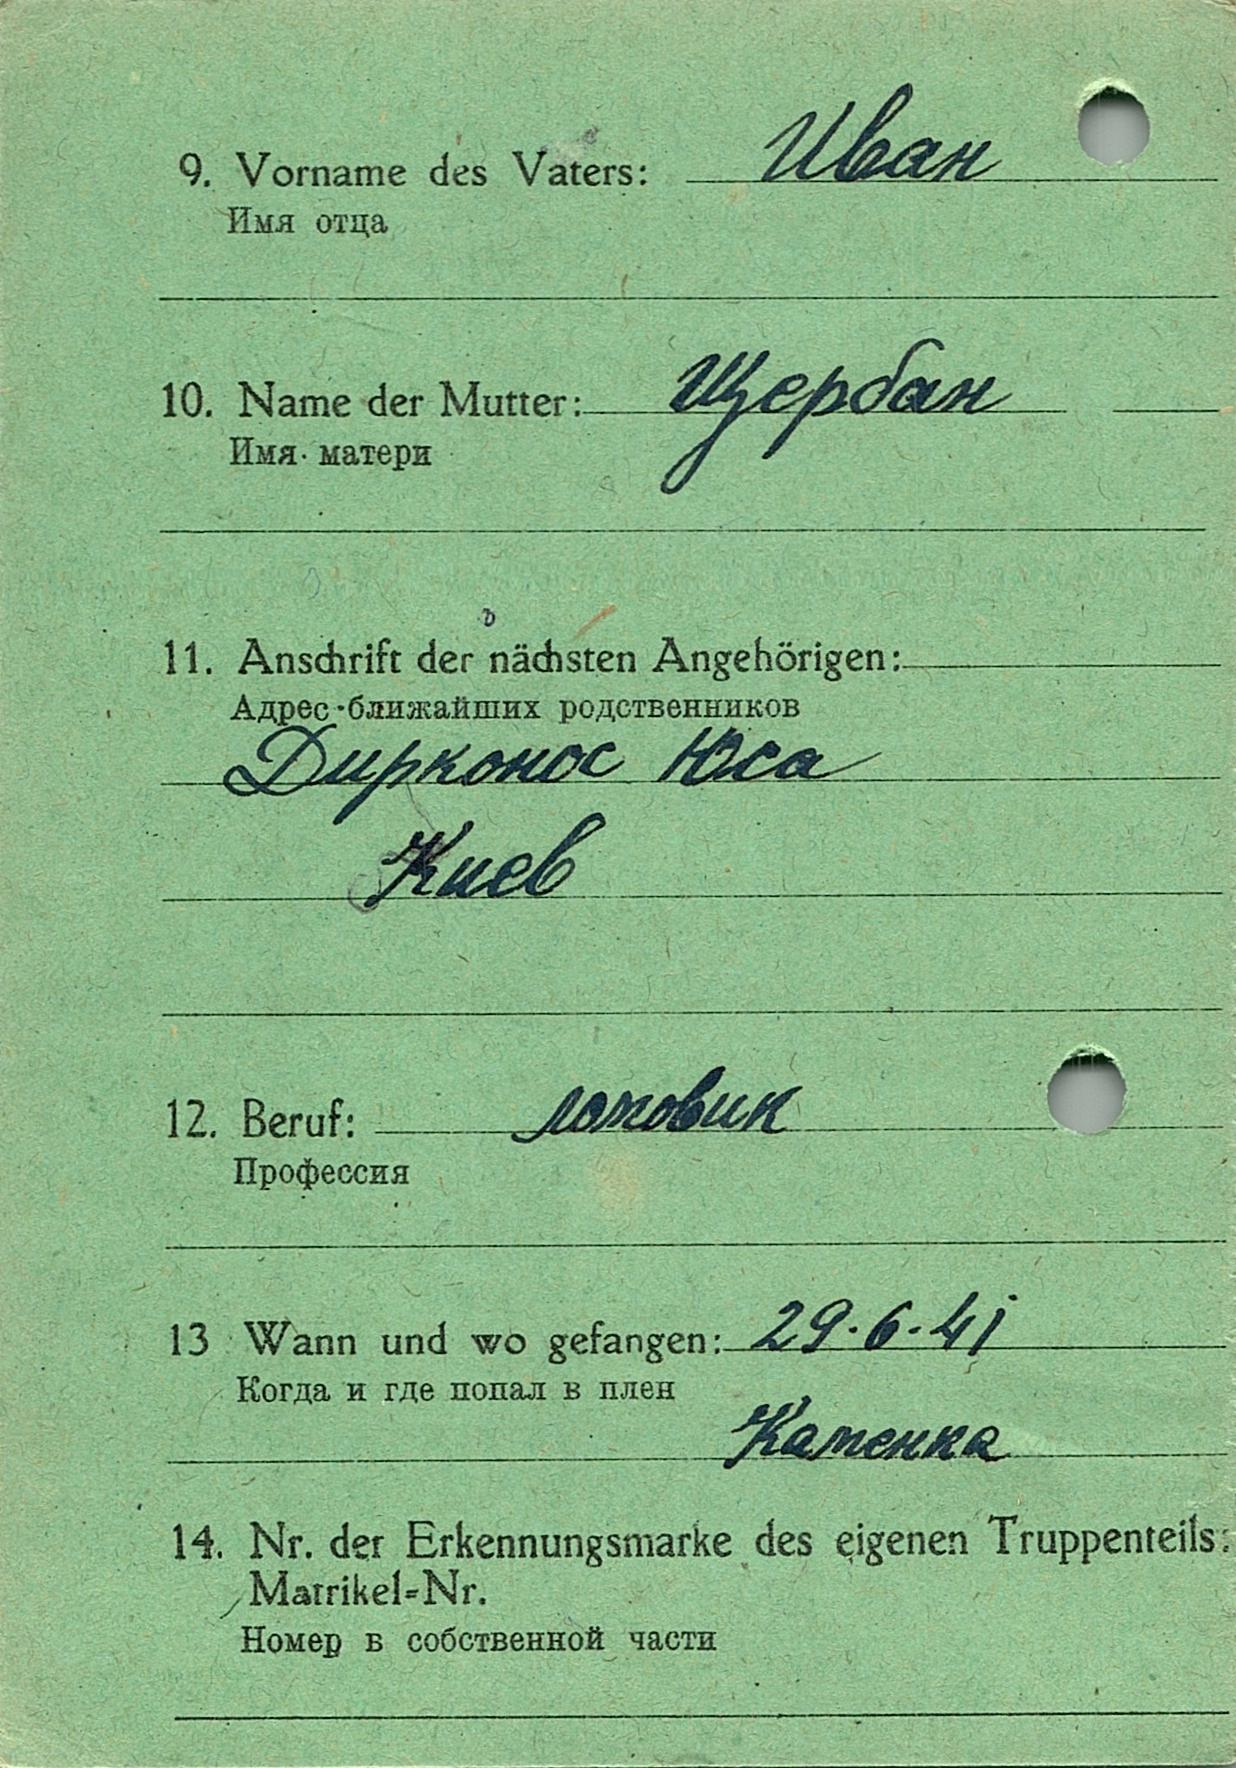 9. Vorname des Vaters: Иван
Имя отца
10. Name der Mutter: Щербан
Имя матери
11. Anschrift der nächsten Angehörigen:
Адрес ближайших родственников
Дирконос Юса
Киев
12. Beruf:
Профессия
13 Wann und wo gefangen: 29.6.41
Когда и где попал в плен
Каменка
14. Nr. der Erkennungsmarke des eigenen Truppenteils:
Matrikel=Nr.
Номер в собственной части